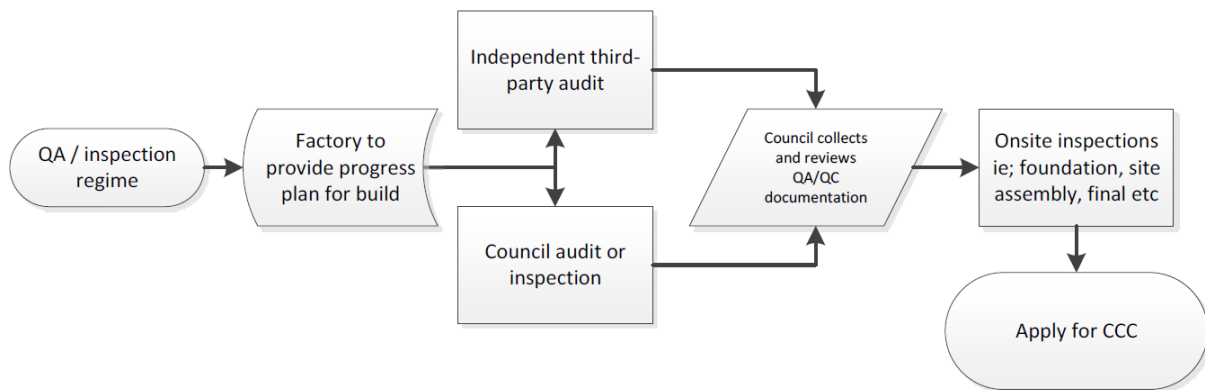 QA / inspection
regime
Factory to
provide progress
plan for build
Independent third-
party audit
Council audit or
inspection
Council collects
and reviews
QA/QC
documentation
Onsite inspections
ie; foundation, site
assembly, final etc
Apply for CCC